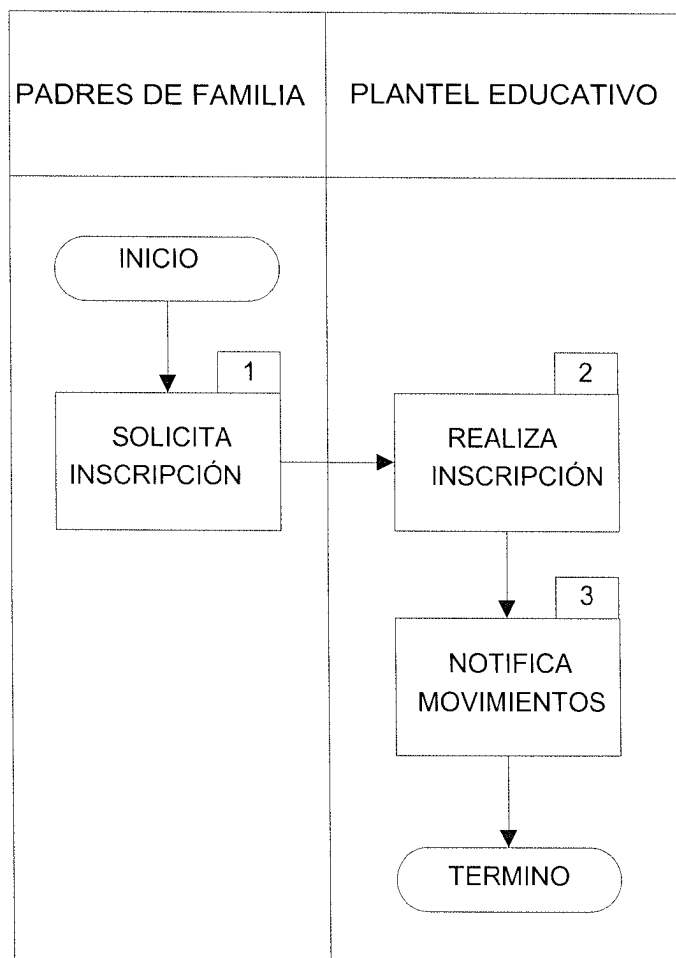 PADRES DE FAMILIA
PLANTEL EDUCATIVO
INICIO
1
SOLICITA
INSCRIPCIÓN
2
REALIZA
INSCRIPCIÓN
3
NOTIFICA
MOVIMIENTOS
TERMINO